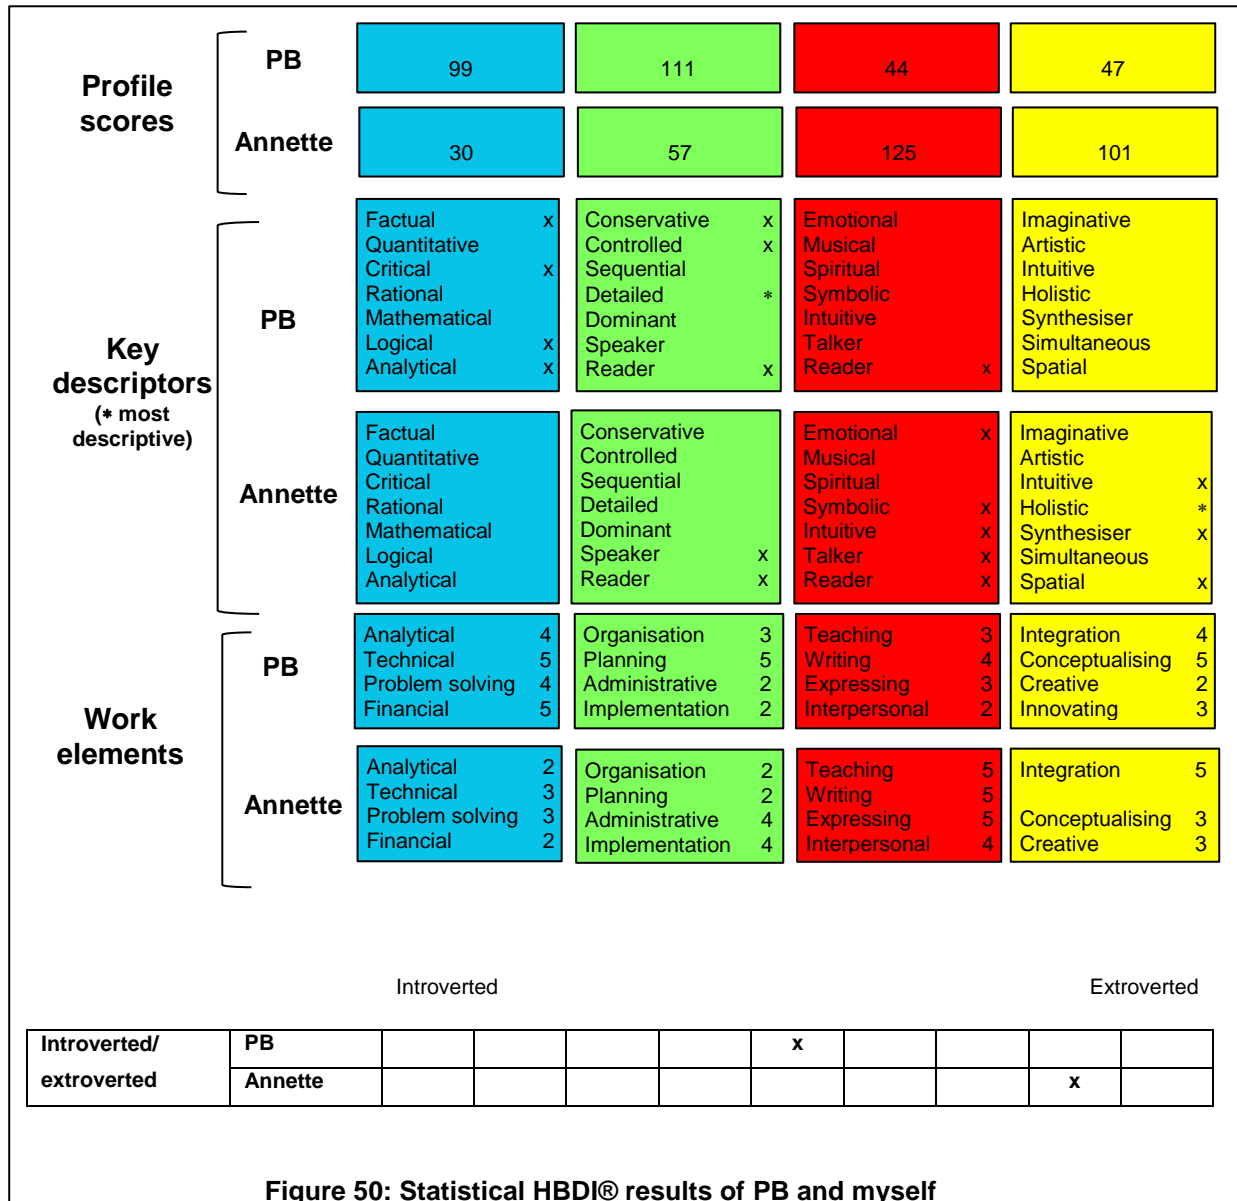 PB 99 111 44 47
Profile scores
Annette 30 57 125 101
Key descriptors
(∗ most descriptive)
PB
Factual x
Quantitative
Critical x
Rational
Mathematical
Logical x
Analytical x
Conservative x
Controlled x
Sequential
Detailed ∗
Dominant
Speaker
Reader x
Emotional
Musical
Spiritual
Symbolic
Intuitive
Talker
Reader x
Imaginative
Artistic
Intuitive
Holistic
Synthesiser
Simultaneous
Spatial
Annette
Factual
Quantitative
Critical
Rational
Mathematical
Logical
Analytical
Conservative
Controlled
Sequential
Detailed
Dominant
Speaker x
Reader x
Emotional x
Musical
Spiritual
Symbolic x
Intuitive x
Talker x
Reader x
Imaginative
Artistic
Intuitive x
Holistic ∗
Synthesiser x
Simultaneous
Spatial x
Work elements
PB
Analytical 4
Technical 5
Problem solving 4
Financial 5
Organisation 3
Planning 5
Administrative 2
Implementation 2
Teaching 3
Writing 4
Expressing 3
Interpersonal 2
Integration 4
Conceptualising 5
Creative 2
Innovating 3
Annette
Analytical 2
Technical 3
Problem solving 3
Financial 2
Organisation 2
Planning 2
Administrative 4
Implementation 4
Teaching 5
Writing 5
Expressing 5
Interpersonal 4
Integration 5
Conceptualising 3
Creative 3
Introverted Extroverted
Introverted/ PB x
extroverted Annette x
Figure 50: Statistical HBDI® results of PB and myself